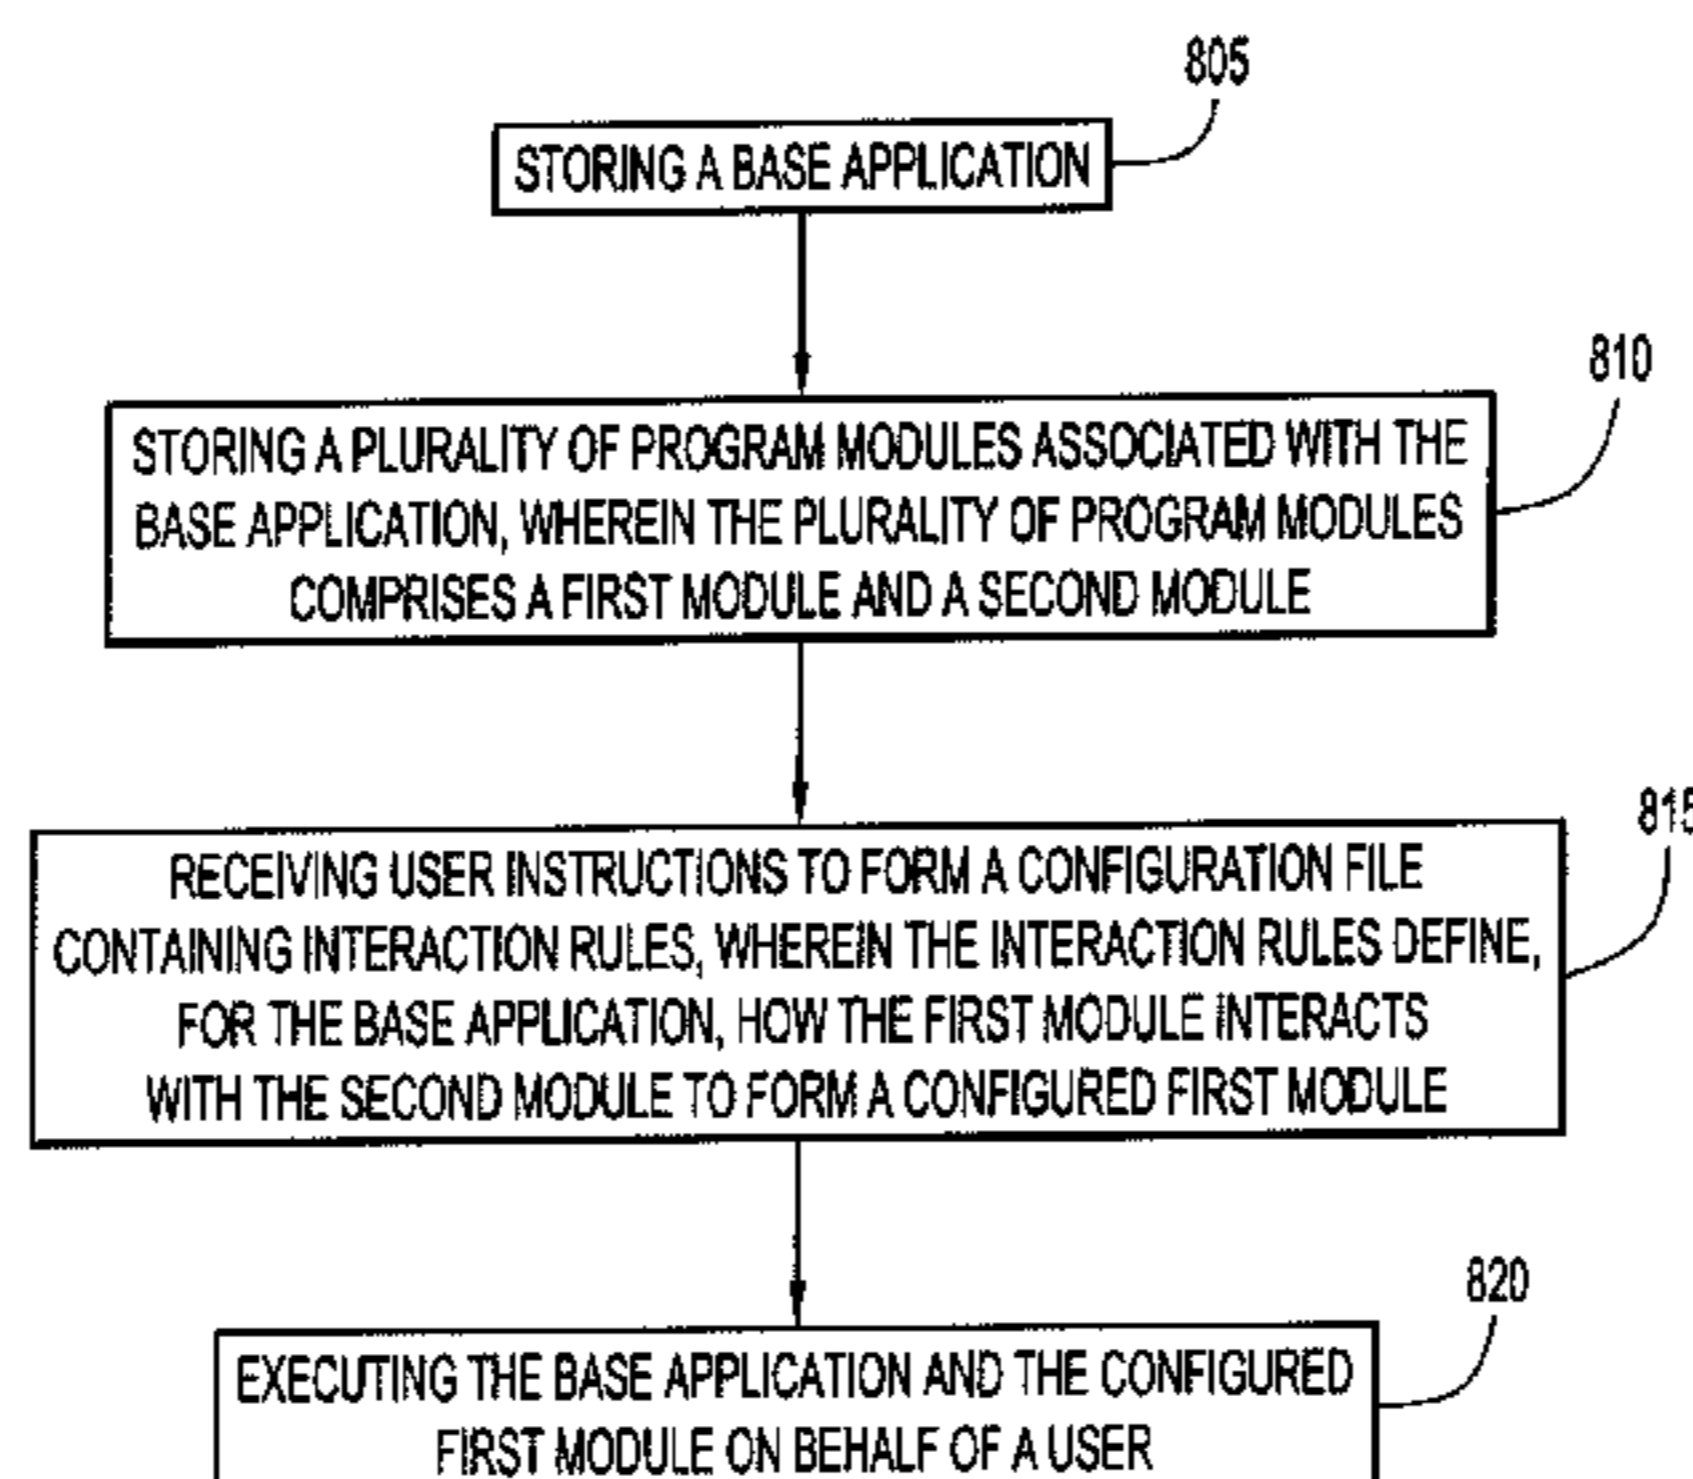 805
STORING A BASE APPLICATION
810
STORING A PLURALITY OF PROGRAM MODULES ASSOCIATED WITH THE
BASE APPLICATION, WHEREIN THE PLURALITY OF PROGRAM MODULES
COMPRISES A FIRST MODULE AND A SECOND MODULE
815
RECEIVING USER INSTRUCTIONS TO FORM A CONFIGURATION FILE
CONTAINING INTERACTION RULES, WHEREIN THE INTERACTION RULES DEFINE,
FOR THE BASE APPLICATION, HOW THE FIRST MODULE INTERACTS
WITH THE SECOND MODULE TO FORM A CONFIGURED FIRST MODULE
820
EXECUTING THE BASE APPLICATION AND THE CONFIGURED
FIRST MODULE ON BEHALF OF A USER